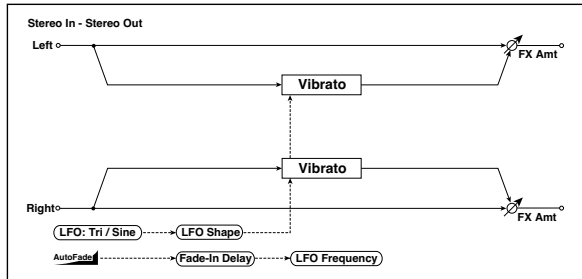 Stereo In - Stereo Out
Left
FX Amt
Vibrato
Vibrato
Right
FX Amt
LFO: Tri / Sine
LFO Shape
AutoFade
Fade-In Delay
LFO Frequency